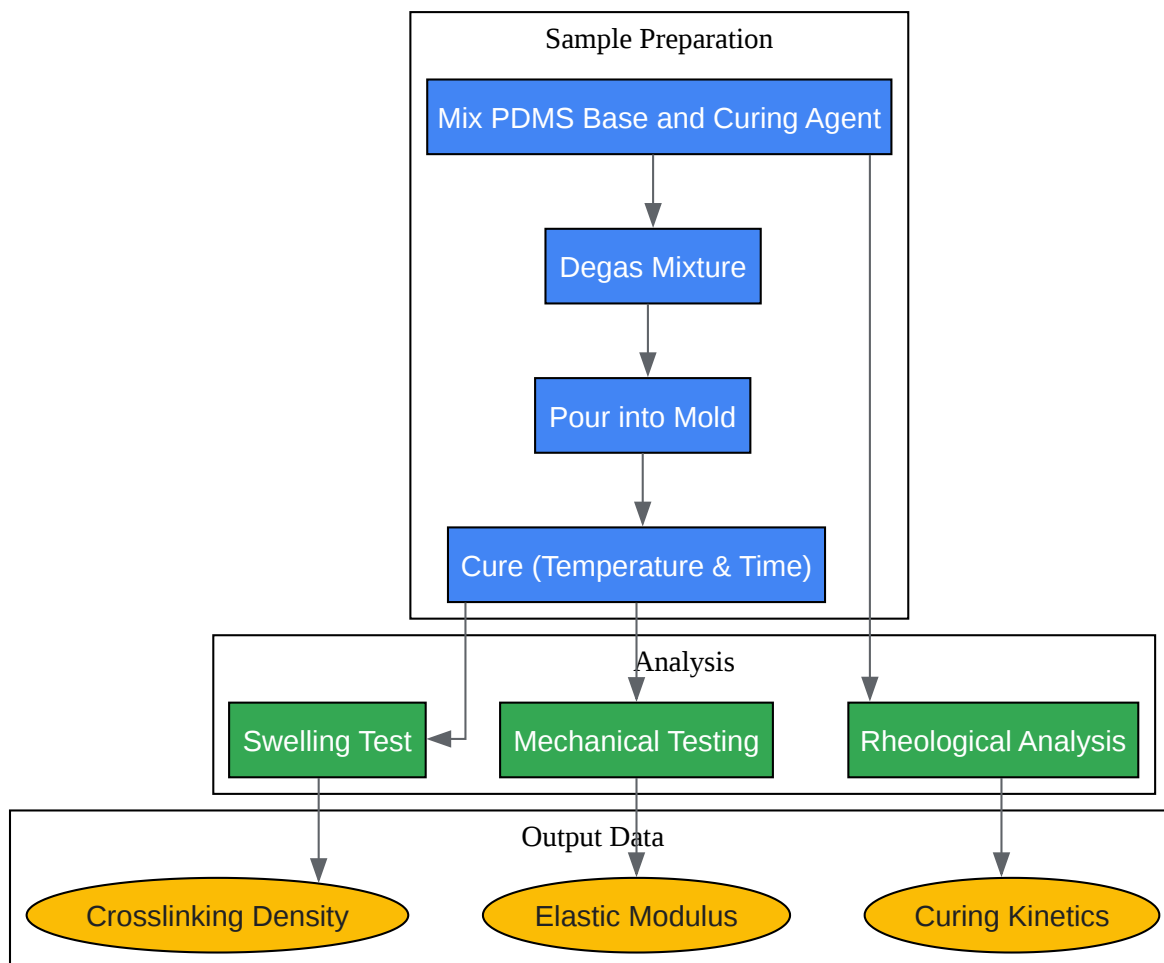 Sample Preparation
Mix PDMS Base and Curing Agent
Degas Mixture
Pour into Mold
Cure (Temperature & Time)
Analysis
Swelling Test
Mechanical Testing
Rheological Analysis
Output Data
Crosslinking Density
Elastic Modulus
Curing Kinetics